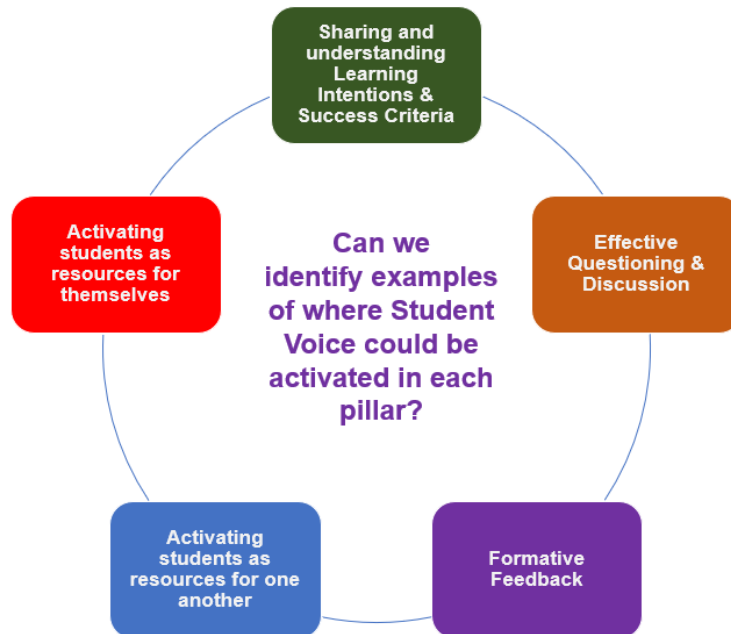 Sharing and
understanding
Learning
Intentions &
Success Criteria
Effective
Questioning &
Discussion
Formative
Feedback
Activating
students as
resources for one
another
Activating
students as
resources for
themselves
Can we
identify examples
of where Student
Voice could be
activated in each
pillar?